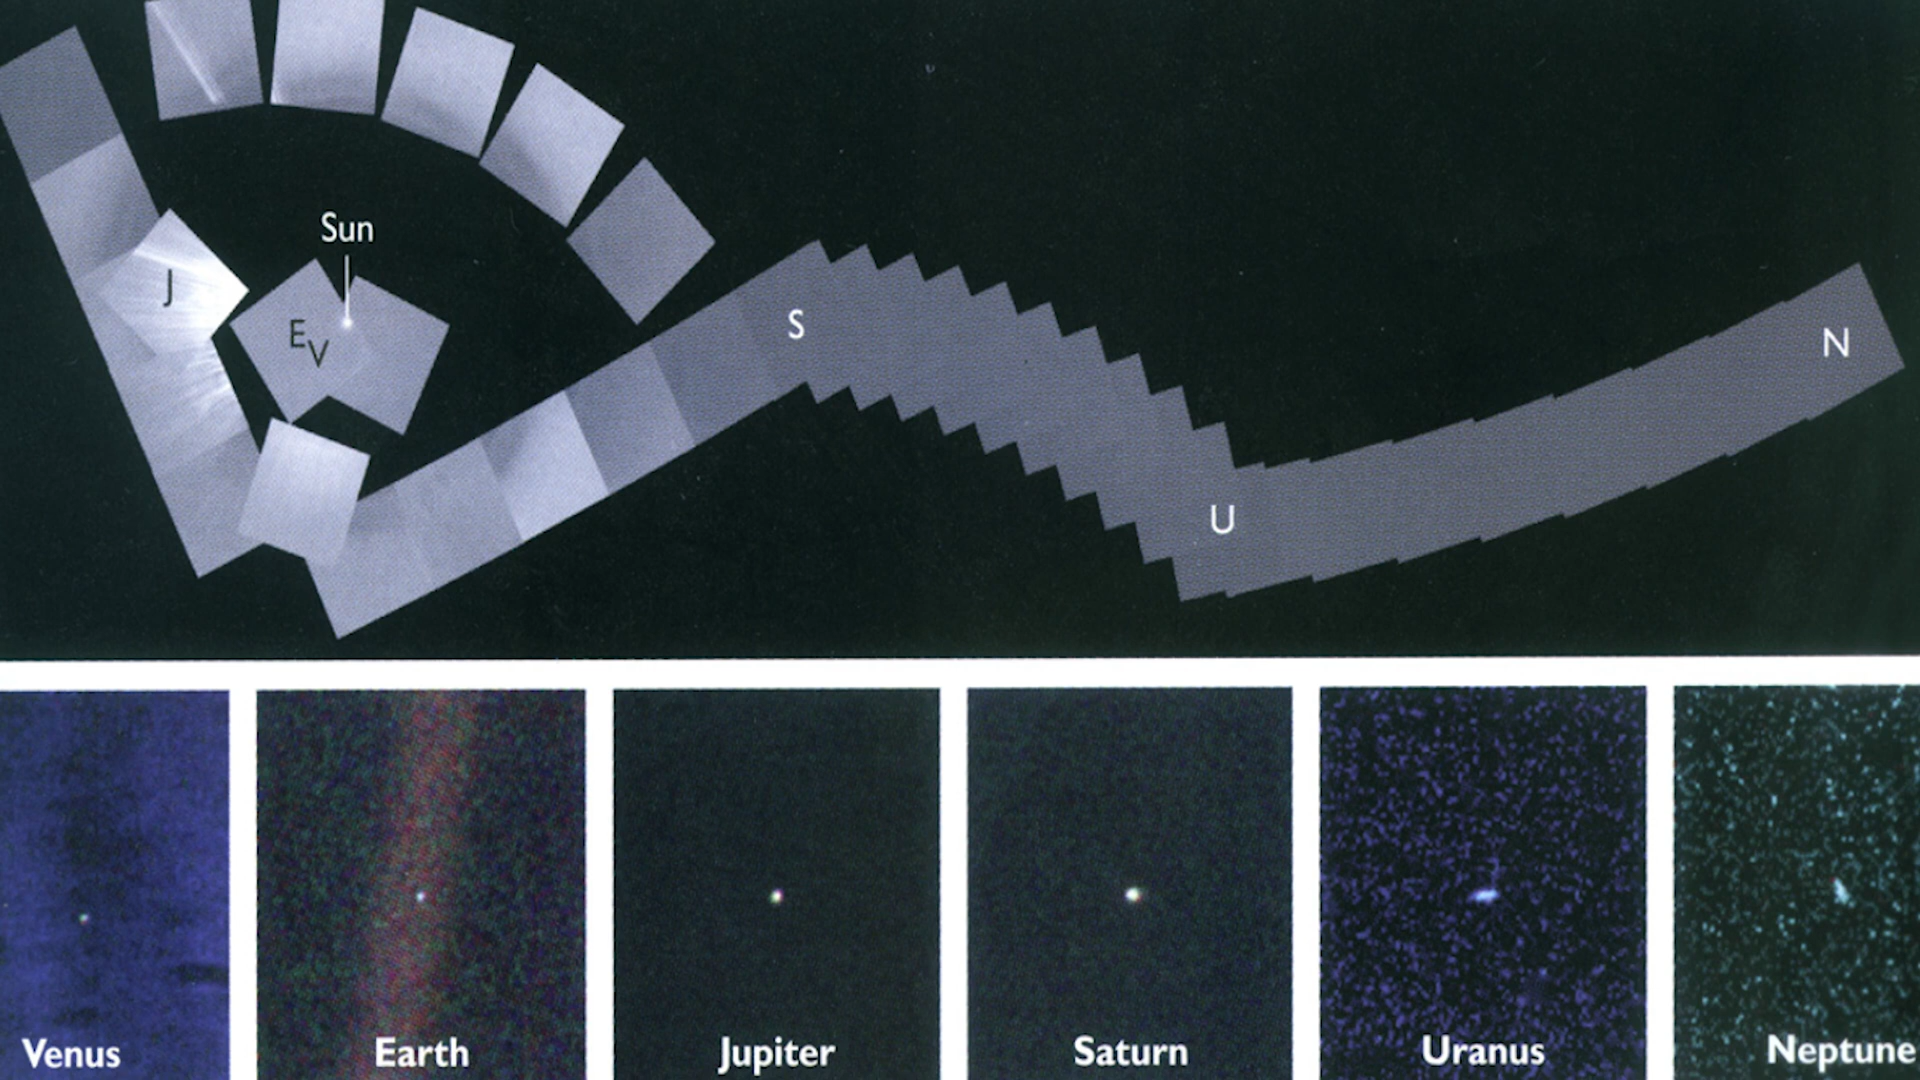 Sun
J
E
V
S
U
N
Venus
Earth
Jupiter
Saturn
Uranus
Neptune